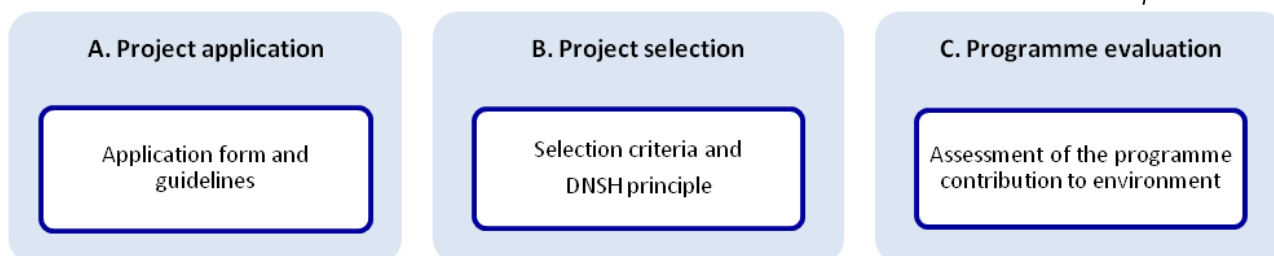 A. Project application
Application form and
guidelines
B. Project selection
Selection criteria and
DNSH principle
C. Programme evaluation
Assessment of the programme
contribution to environment